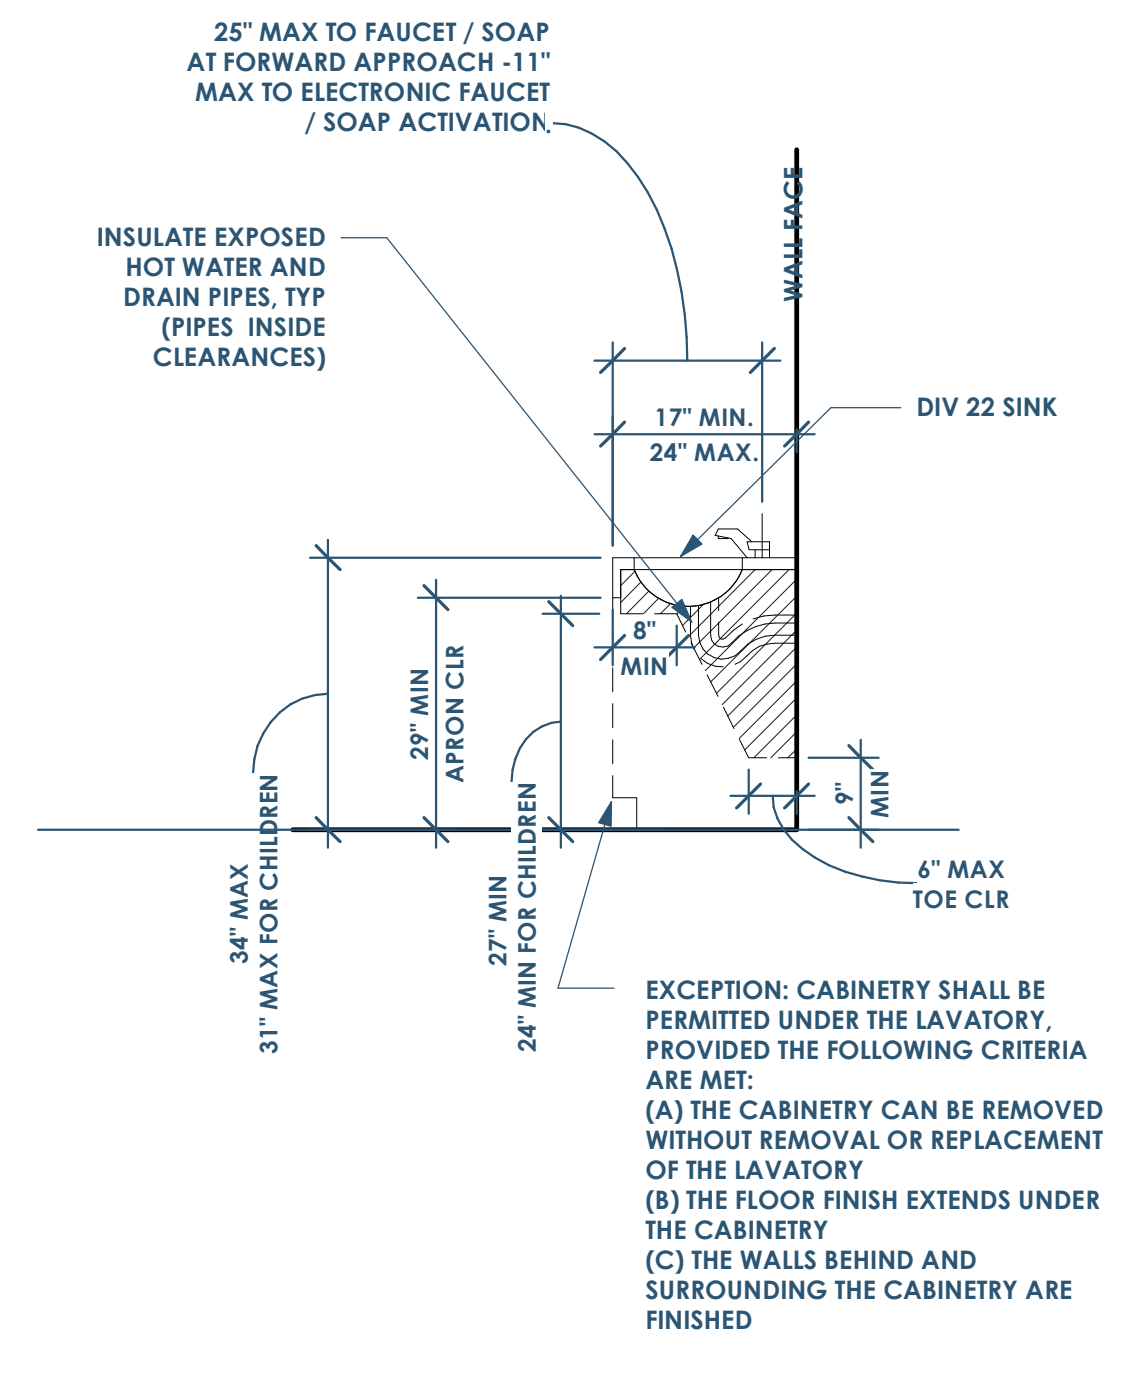 25" MAX TO FAUCET / SOAP
AT FORWARD APPROACH -11"
MAX TO ELECTRONIC FAUCET
/ SOAP ACTIVATION.
WALL FACE
INSULATE EXPOSED
HOT WATER AND
DRAIN PIPES, TYP
(PIPES INSIDE
CLEARANCES)
DIV 22 SINK
17" MIN.
24" MAX.
8"
MIN
29" MIN
APRON CLR
9"
MIN
34" MAX
31" MAX FOR CHILDREN
27" MIN
24" MIN FOR CHILDREN
6" MAX
TOE CLR
EXCEPTION: CABINETRY SHALL BE
PERMITTED UNDER THE LAVATORY,
PROVIDED THE FOLLOWING CRITERIA
ARE MET:
(A) THE CABINETRY CAN BE REMOVED
WITHOUT REMOVAL OR REPLACEMENT
OF THE LAVATORY
(B) THE FLOOR FINISH EXTENDS UNDER
THE CABINETRY
(C) THE WALLS BEHIND AND
SURROUNDING THE CABINETRY ARE
FINISHED